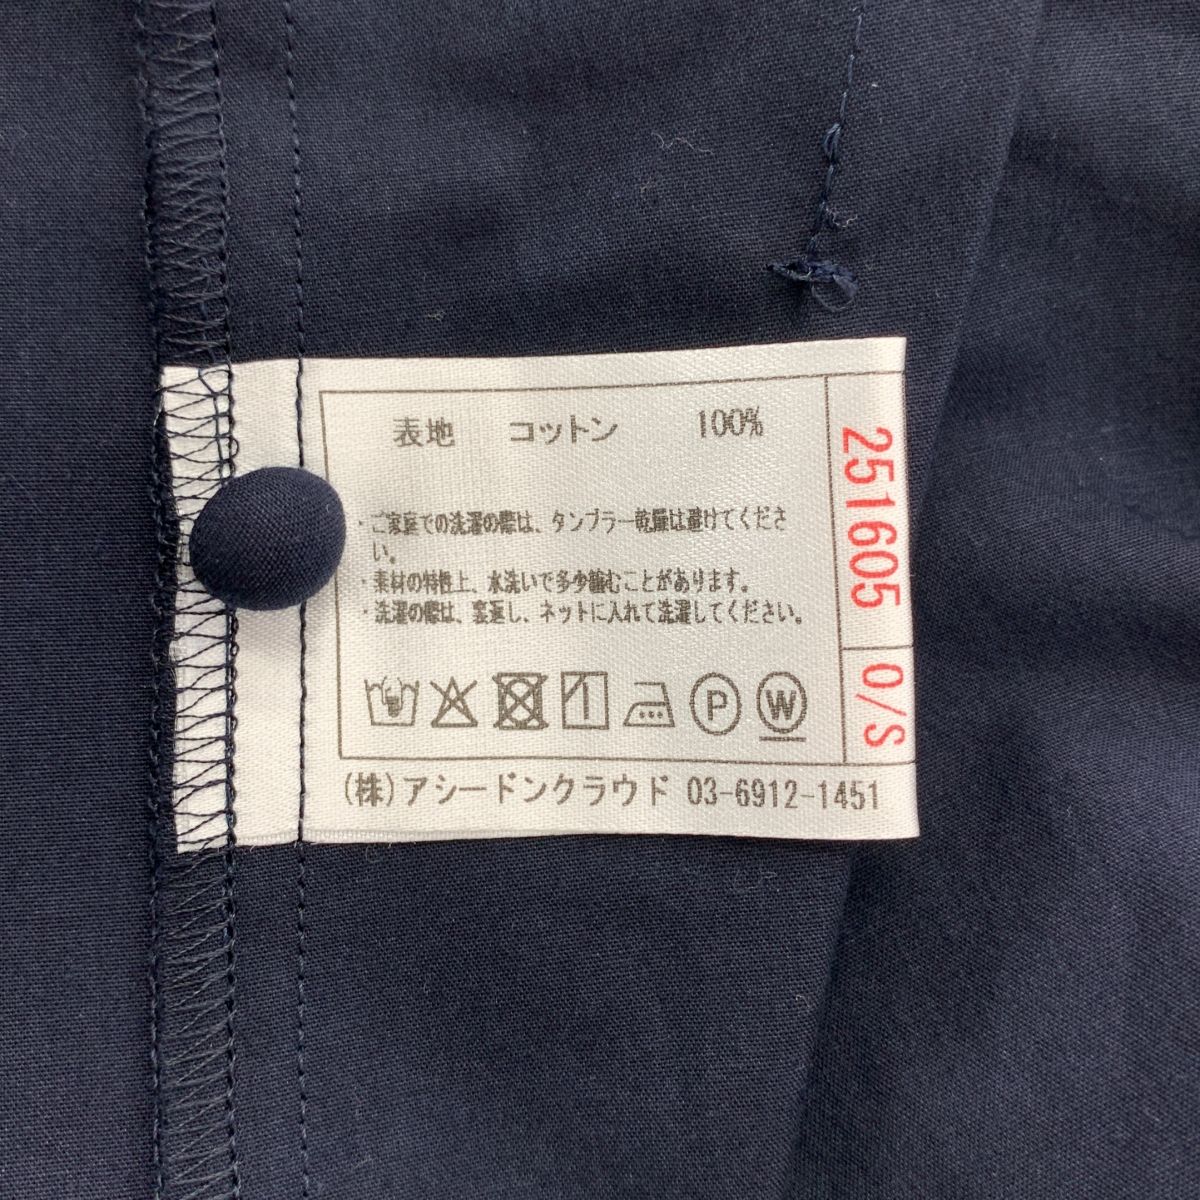 表地 コットン 100%
・ご家庭での洗濯の際は、タンブラー乾燥は避けてくださ
い。
・素材の特性上、水洗いで多少縮むことがあります。
・洗濯の際は、裏返し、ネットに入れて洗濯してください。
P W
(株)アシードンクラウド 03-6912-1451
251605 O/S